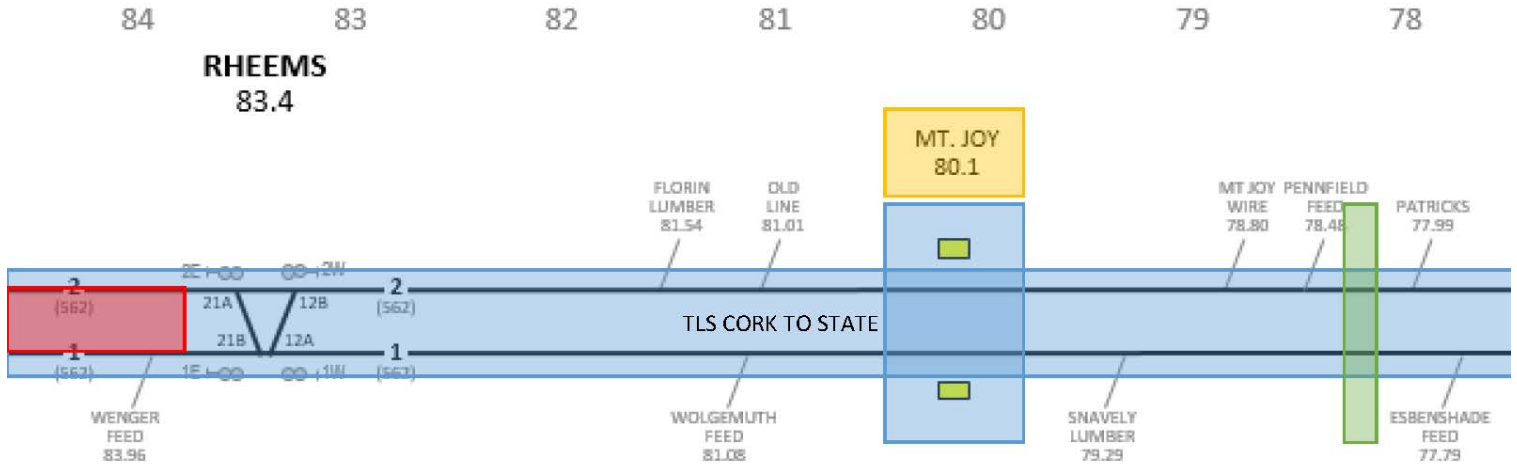 84 83 82 81 80 79 78
RHEEMS
83.4
MT. JOY
80.1
FLORIN
LUMBER
81.54
OLD
LINE
81.01
MT JOY
WIRE
78.80
PENNFIELD
FEED
78.48
PATRICKS
77.99
2E 2W
2 21A 12B 2
(562) (562)
TLS CORK TO STATE
21B 12A
1 1
(562) 1E 1W (562)
WENGER
FEED
83.96
WOLGEMUTH
FEED
81.08
SNAVELY
LUMBER
79.29
ESBENSHADE
FEED
77.79